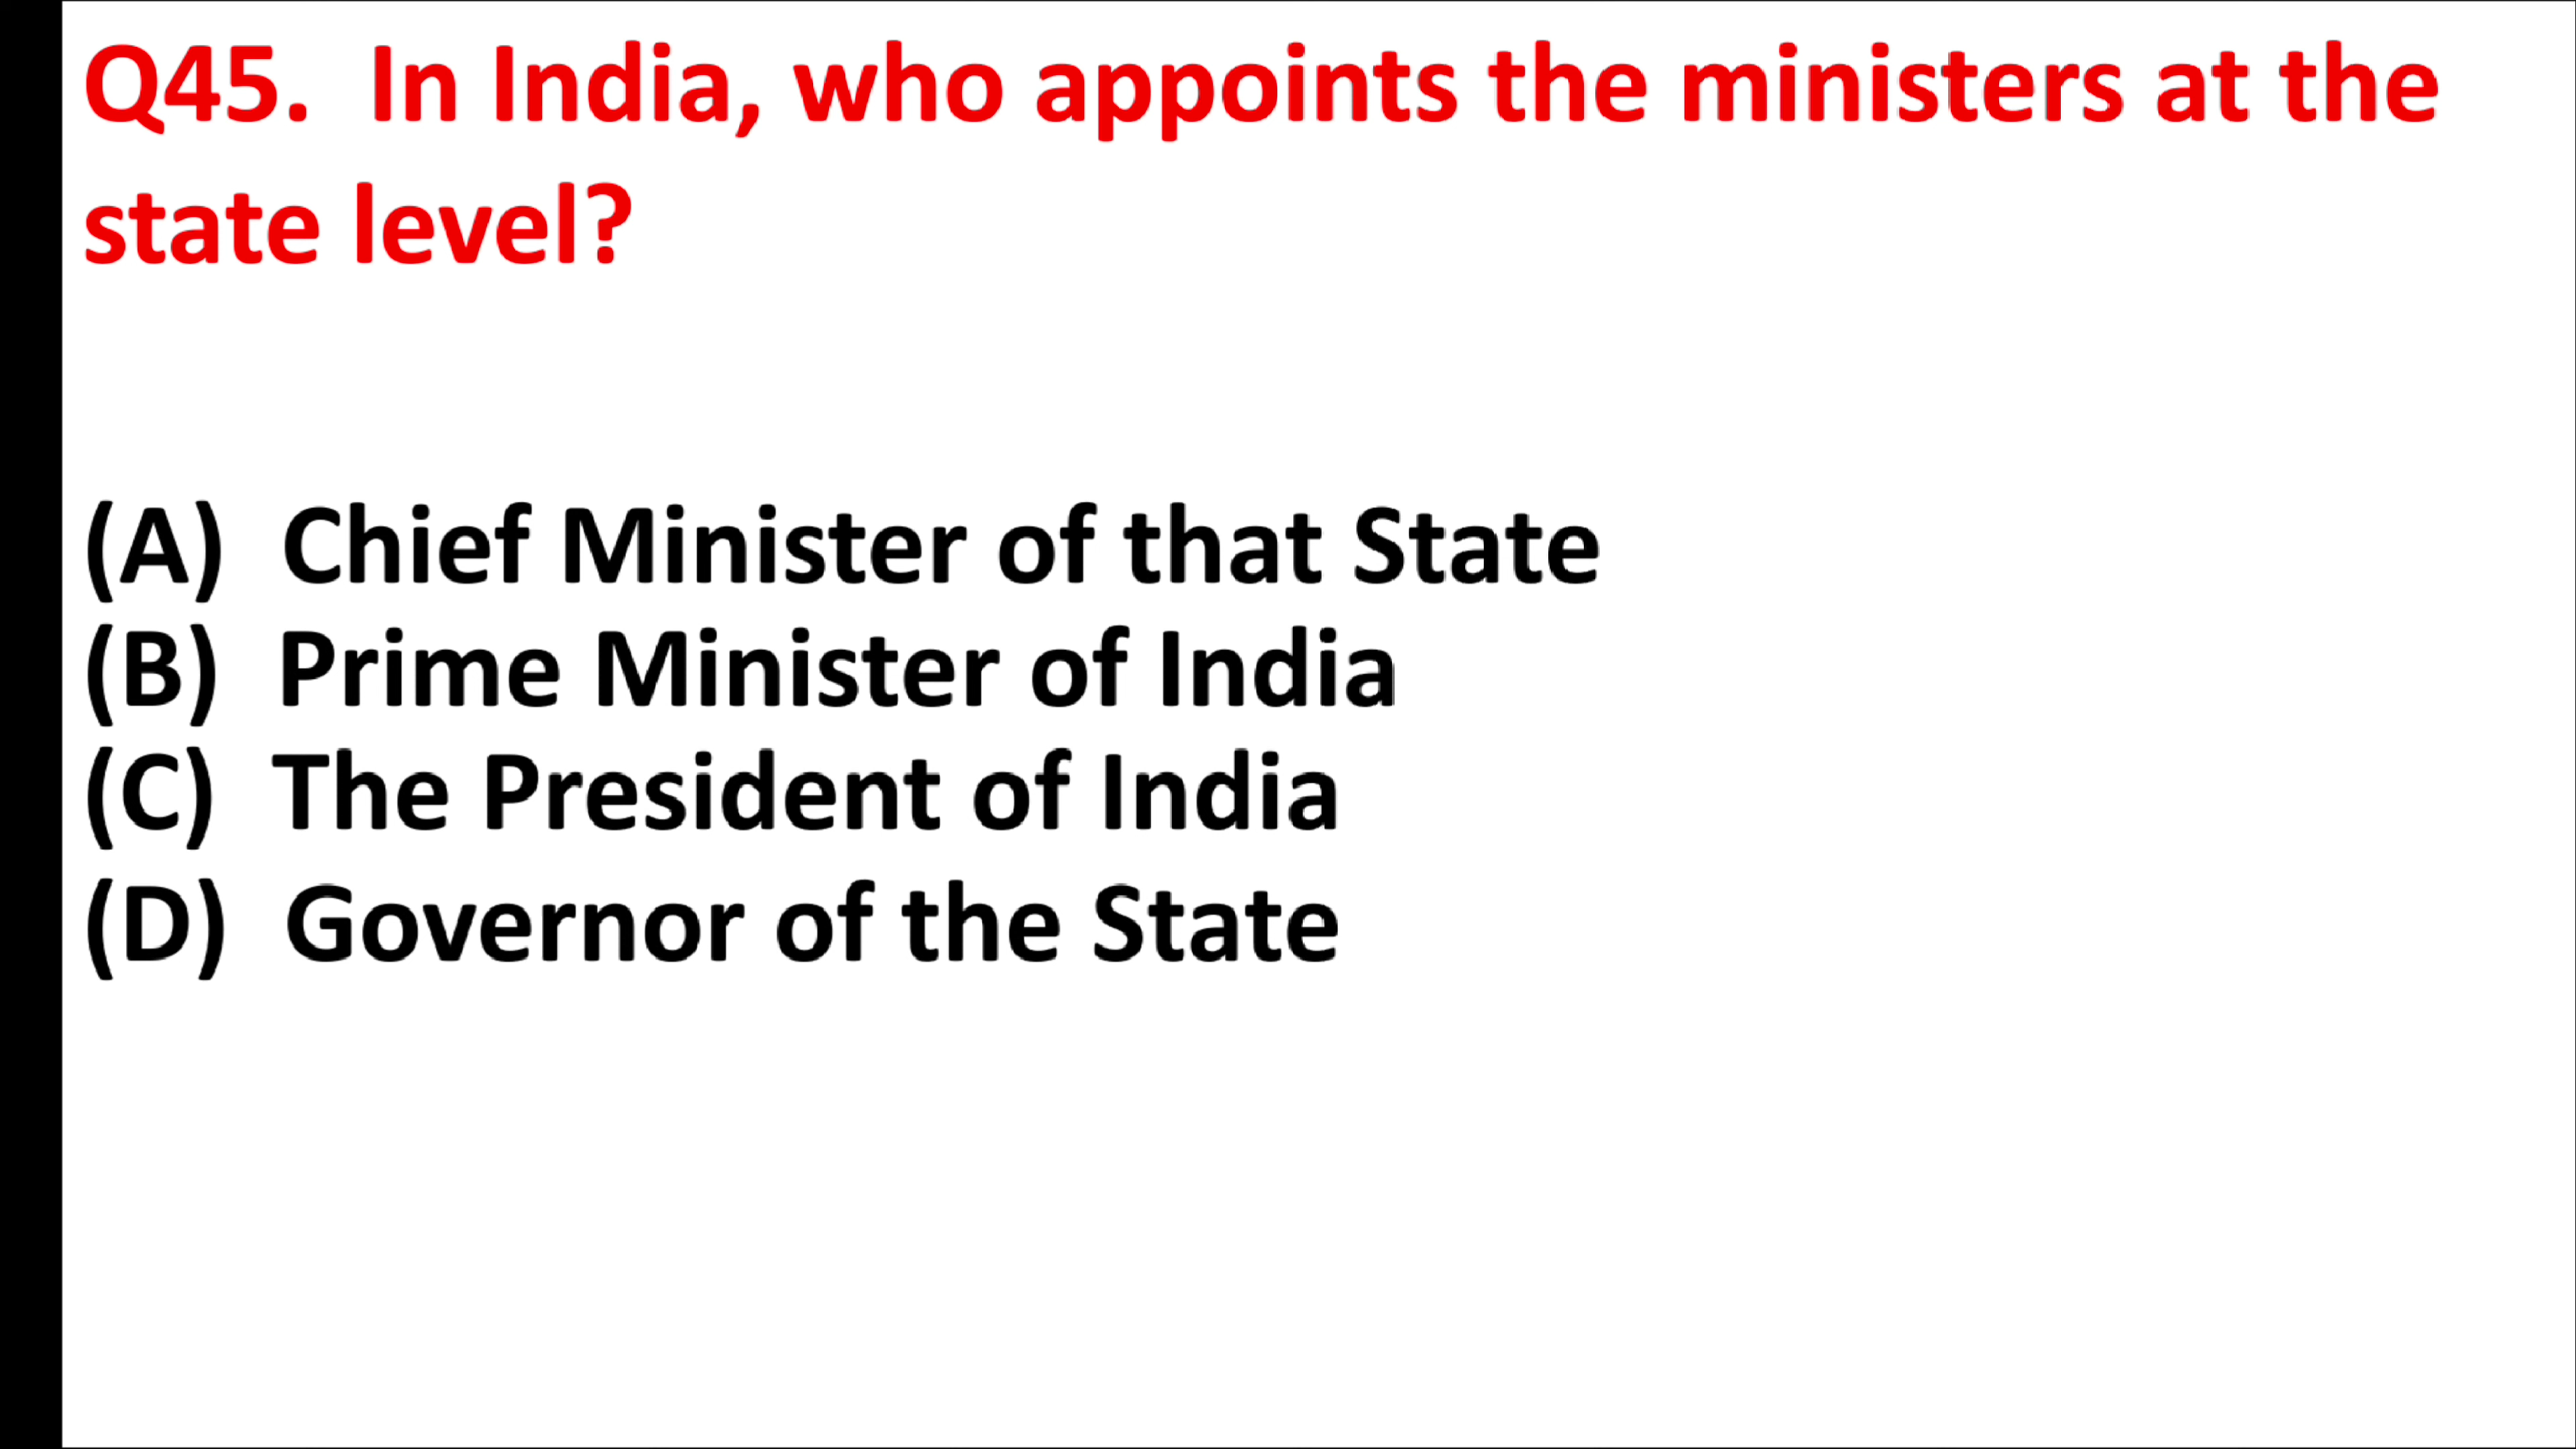 Q45. In India, who appoints the ministers at the
state level?
(A) Chief Minister of that State
(B) Prime Minister of India
(C) The President of India
(D) Governor of the State